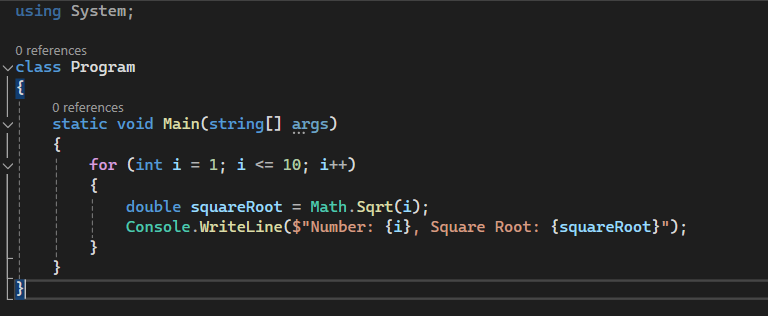 using System;
0 references
class Program
{
0 references
static void Main(string[] args)
{
for (int i = 1; i <= 10; i++)
{
double squareRoot = Math.Sqrt(i);
Console.WriteLine($"Number: {i}, Square Root: {squareRoot}");
}
}
}